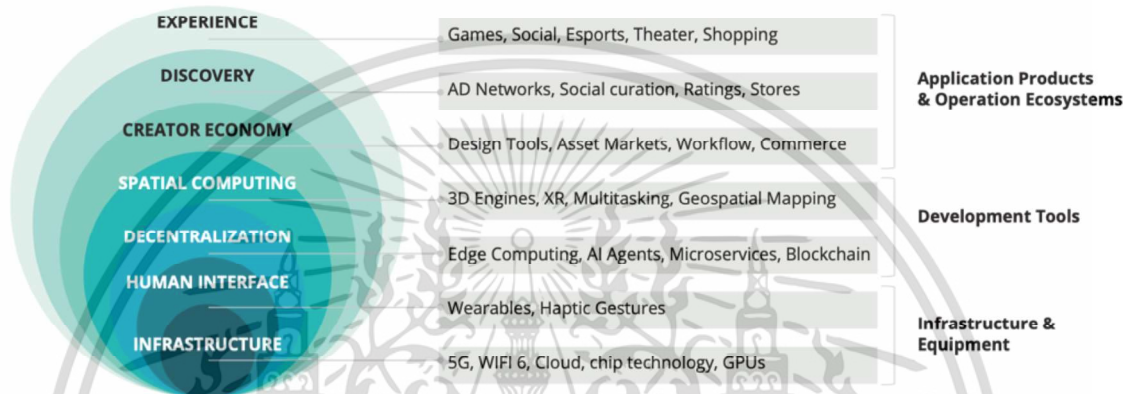 EXPERIENCE
Games, Social, Esports, Theater, Shopping
DISCOVERY
AD Networks, Social curation, Ratings, Stores
Application Products
& Operation Ecosystems
CREATOR ECONOMY
Design Tools, Asset Markets, Workflow, Commerce
SPATIAL COMPUTING
3D Engines, XR, Multitasking, Geospatial Mapping
Development Tools
DECENTRALIZATION
Edge Computing, AI Agents, Microservices, Blockchain
HUMAN INTERFACE
Wearables, Haptic Gestures
Infrastructure &
Equipment
INFRASTRUCTURE
5G, WIFI 6, Cloud, chip technology, GPUs